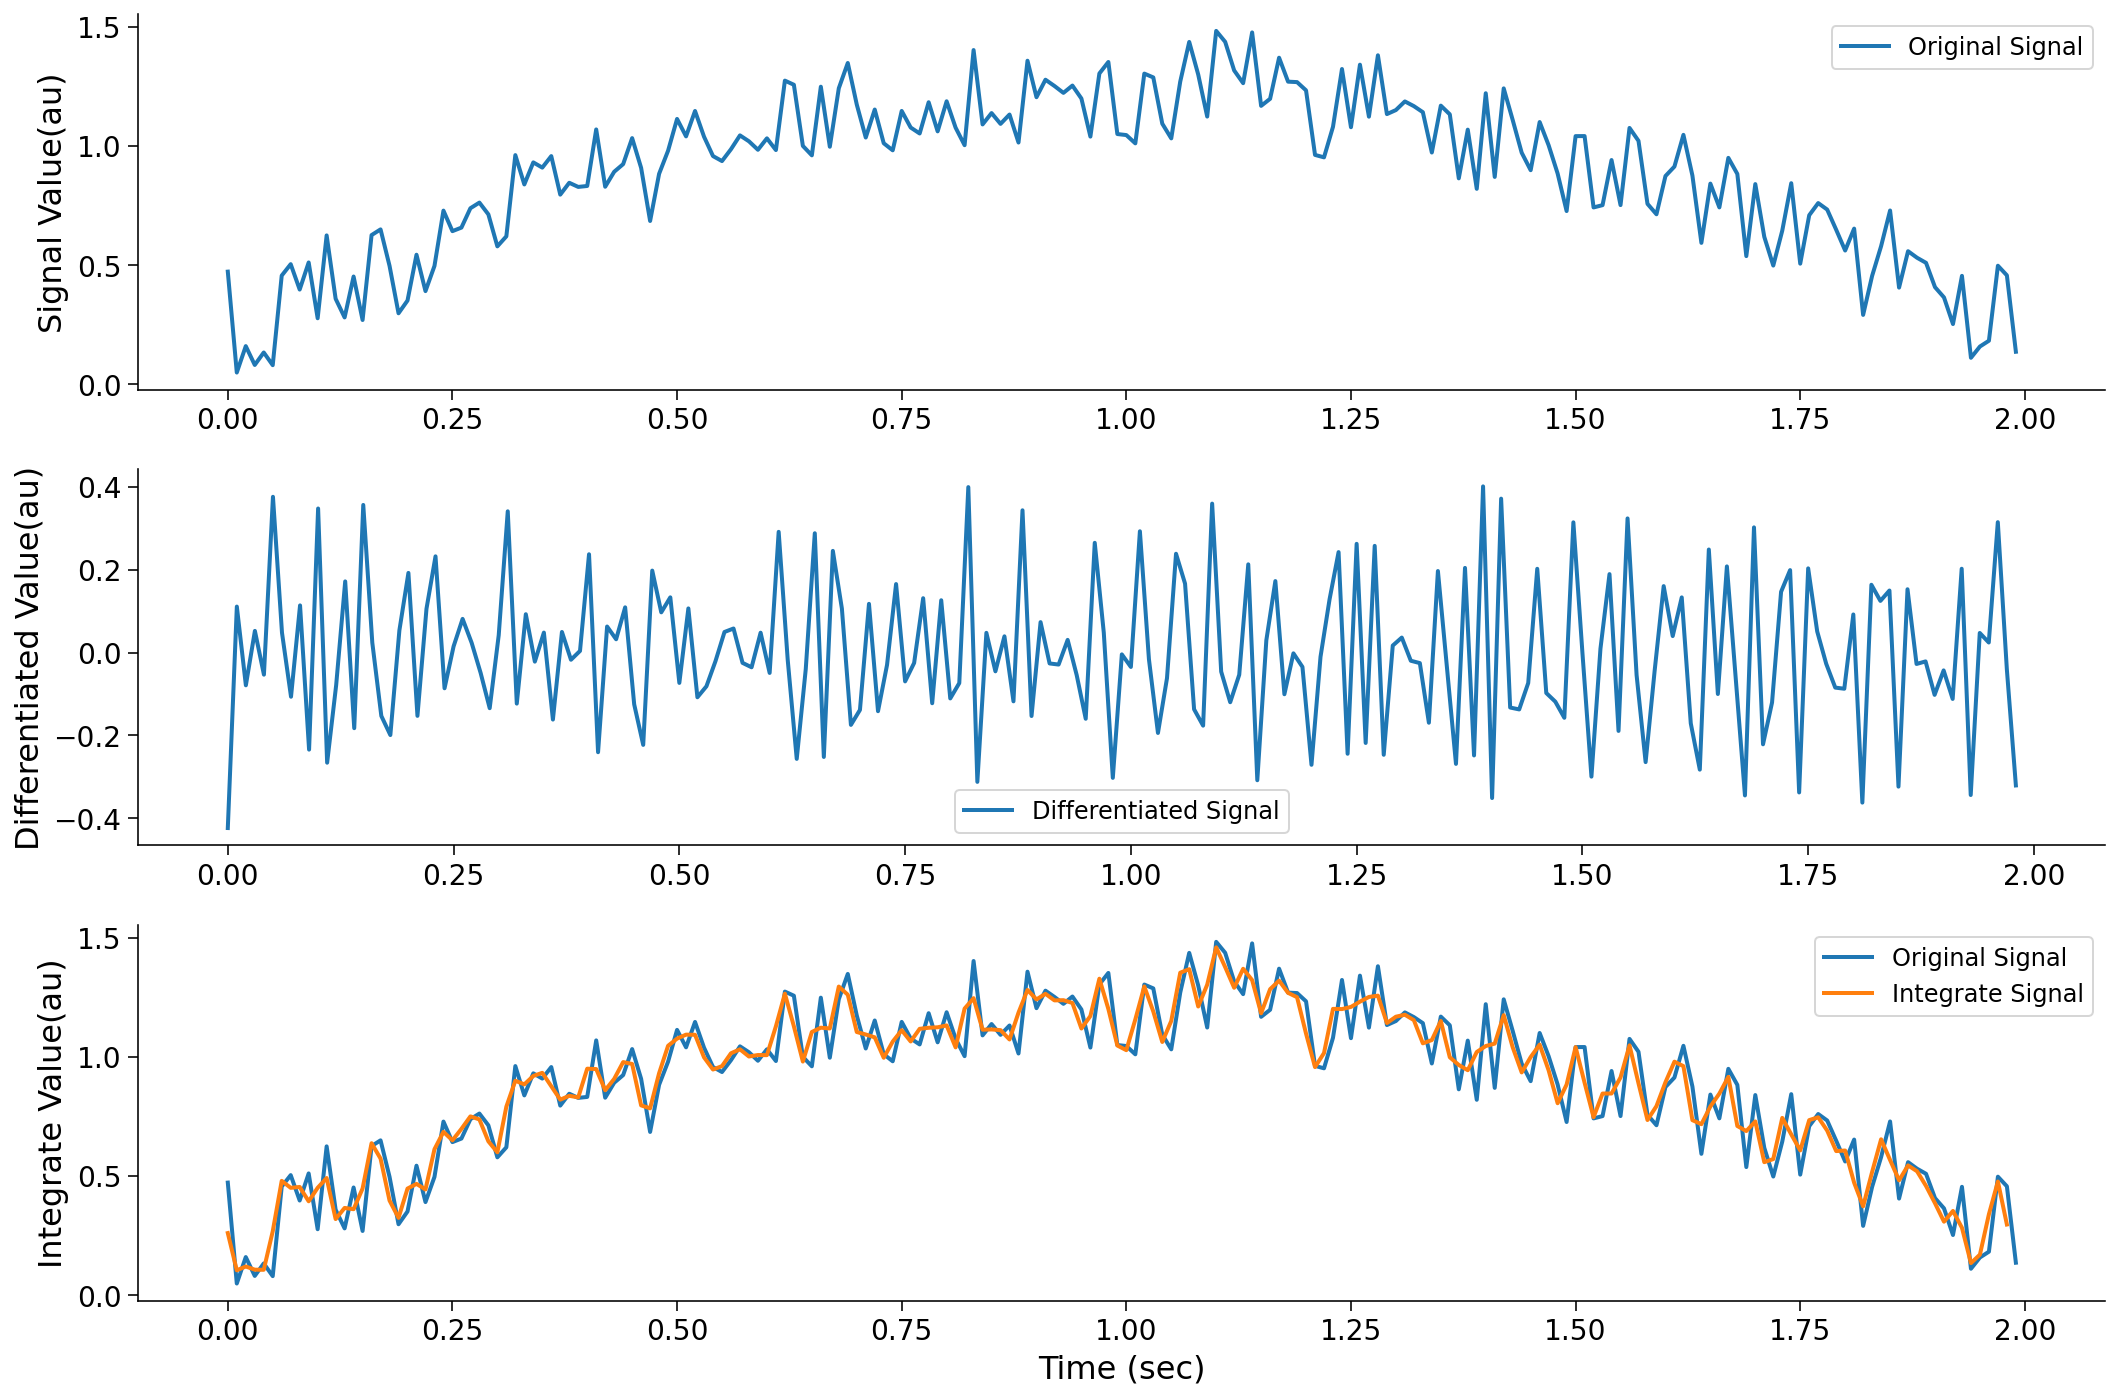 Signal Value(au)
1.5
1.0
0.5
0.0
Original Signal
0.00 0.25 0.50 0.75 1.00 1.25 1.50 1.75 2.00
Differentiated Value(au)
0.4
0.2
0.0
−0.2
−0.4
Differentiated Signal
0.00 0.25 0.50 0.75 1.00 1.25 1.50 1.75 2.00
Integrate Value(au)
1.5
1.0
0.5
0.0
Original Signal
Integrate Signal
0.00 0.25 0.50 0.75 1.00 1.25 1.50 1.75 2.00
Time (sec)